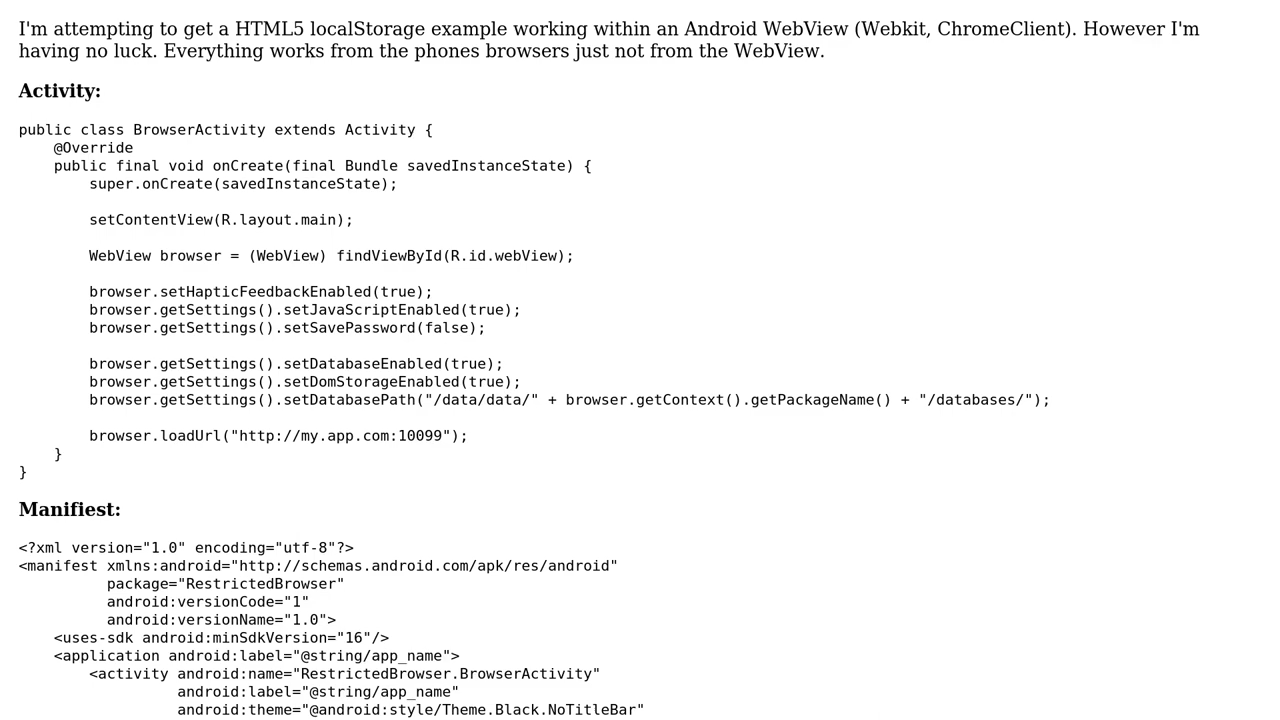 I'm attempting to get a HTML5 localStorage example working within an Android WebView (Webkit, ChromeClient). However I'm
having no luck. Everything works from the phones browsers just not from the WebView.
Activity:
public class BrowserActivity extends Activity {
    @Override
    public final void onCreate(final Bundle savedInstanceState) {
        super.onCreate(savedInstanceState);
        setContentView(R.layout.main);
        WebView browser = (WebView) findViewById(R.id.webView);
        browser.setHapticFeedbackEnabled(true);
        browser.getSettings().setJavaScriptEnabled(true);
        browser.getSettings().setSavePassword(false);
        browser.getSettings().setDatabaseEnabled(true);
        browser.getSettings().setDomStorageEnabled(true);
        browser.getSettings().setDatabasePath("/data/data/" + browser.getContext().getPackageName() + "/databases/");
        browser.loadUrl("http://my.app.com:10099");
    }
}
Manifiest:
<?xml version="1.0" encoding="utf-8"?>
<manifest xmlns:android="http://schemas.android.com/apk/res/android"
          package="RestrictedBrowser"
          android:versionCode="1"
          android:versionName="1.0">
    <uses-sdk android:minSdkVersion="16"/>
    <application android:label="@string/app_name">
        <activity android:name="RestrictedBrowser.BrowserActivity"
                  android:label="@string/app_name"
                  android:theme="@android:style/Theme.Black.NoTitleBar"